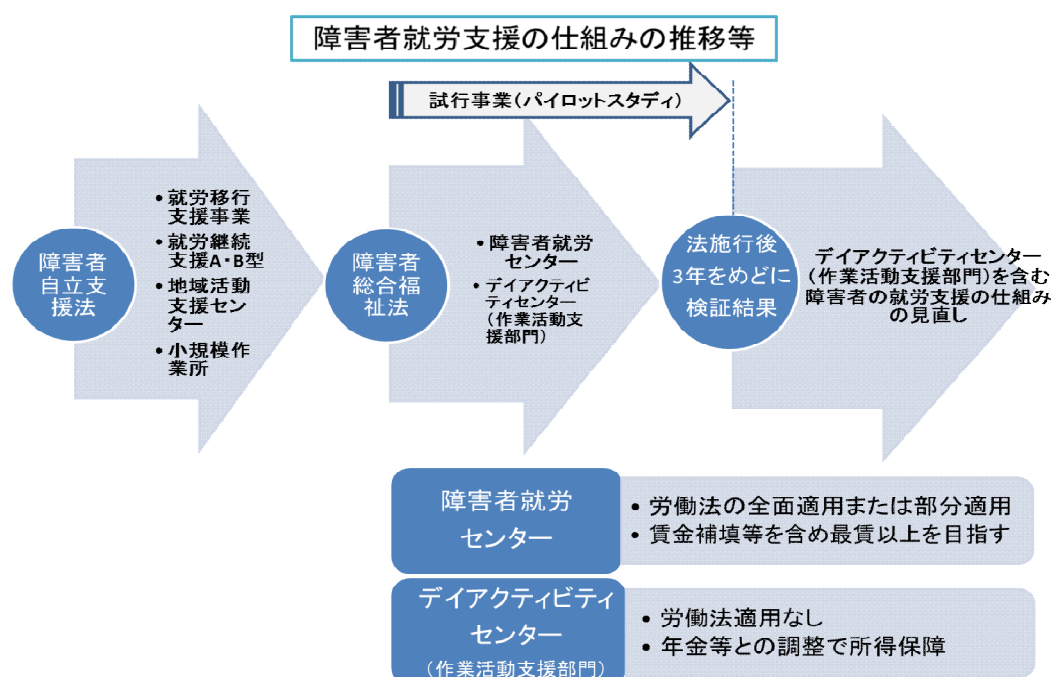 障害者就労支援の仕組みの推移等
試行事業(パイロットスタディ)
障害者
自立支
援法
• 就労移行
支援事業
• 就労継続
支援A・B型
• 地域活動
支援セン
ター
• 小規模作
業所
障害者
総合福
祉法
• 障害者就労
センター
• デイアクティビ
ティセンター
(作業活動支
援部門)
法施行後
3年をめどに
検証結果
デイアクティビティセンター
(作業活動支援部門)を含む
障害者の就労支援の仕組み
の見直し
障害者就労
センター
• 労働法の全面適用または部分適用
• 賃金補填等を含め最賃以上を目指す
デイアクティビティ
センター
(作業活動支援部門)
• 労働法適用なし
• 年金等との調整で所得保障